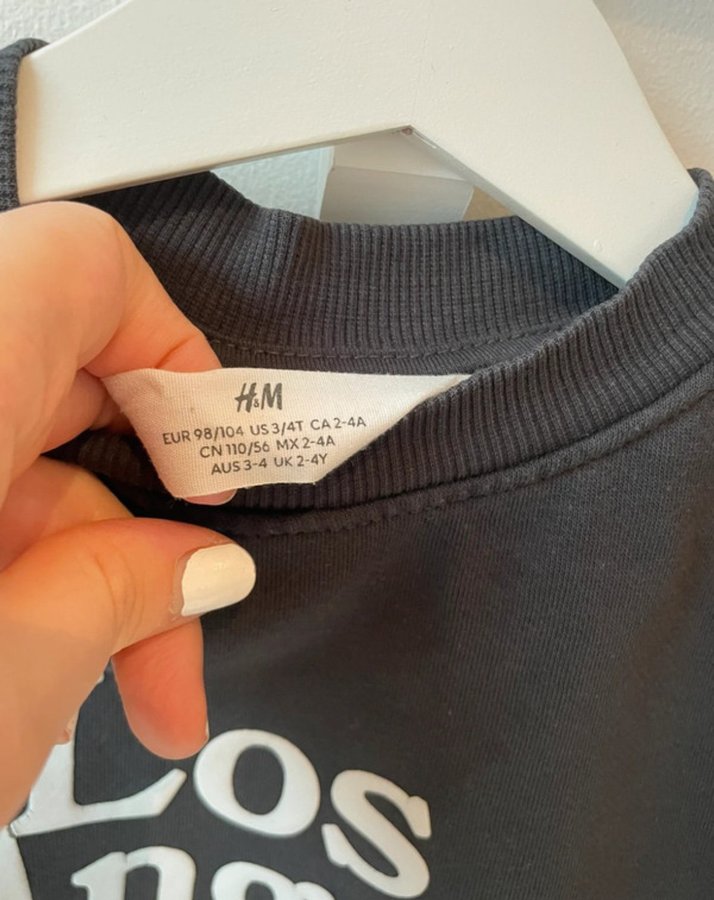 H&M
EUR 98/104 US 3/4T CA 2-4A
CN 110/56 MX 2-4A
AUS 3-4 UK 2-4Y
Los